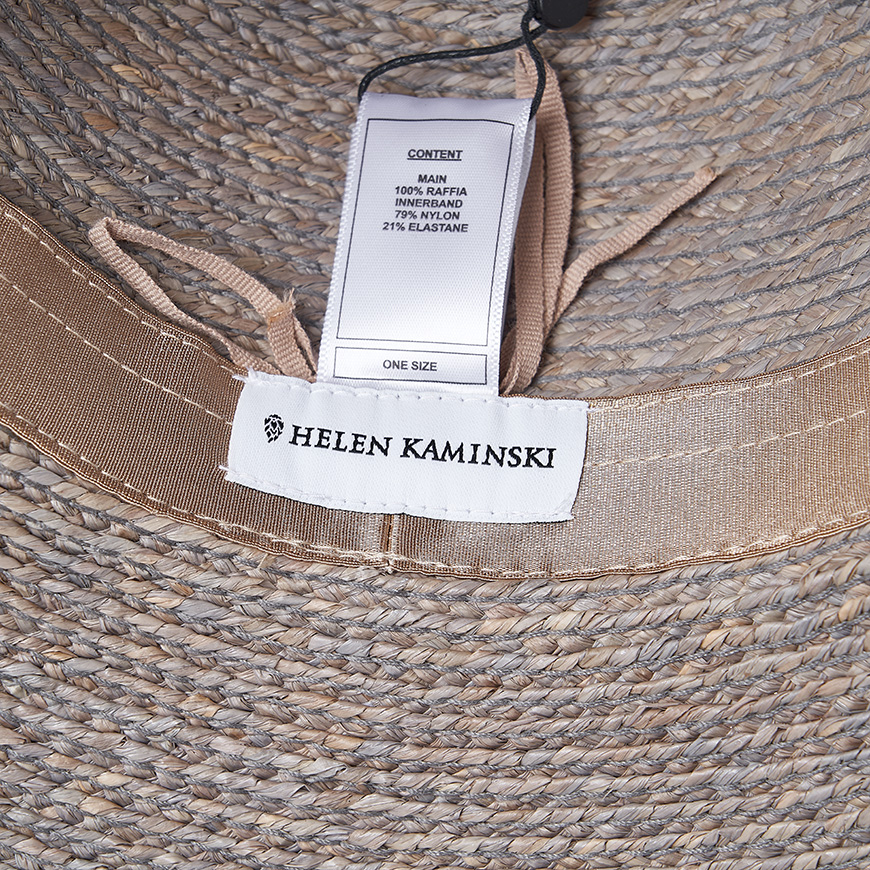 CONTENT
MAIN
100% RAFFIA
INNERBAND
79% NYLON
21% ELASTANE
ONE SIZE
HELEN KAMINSKI